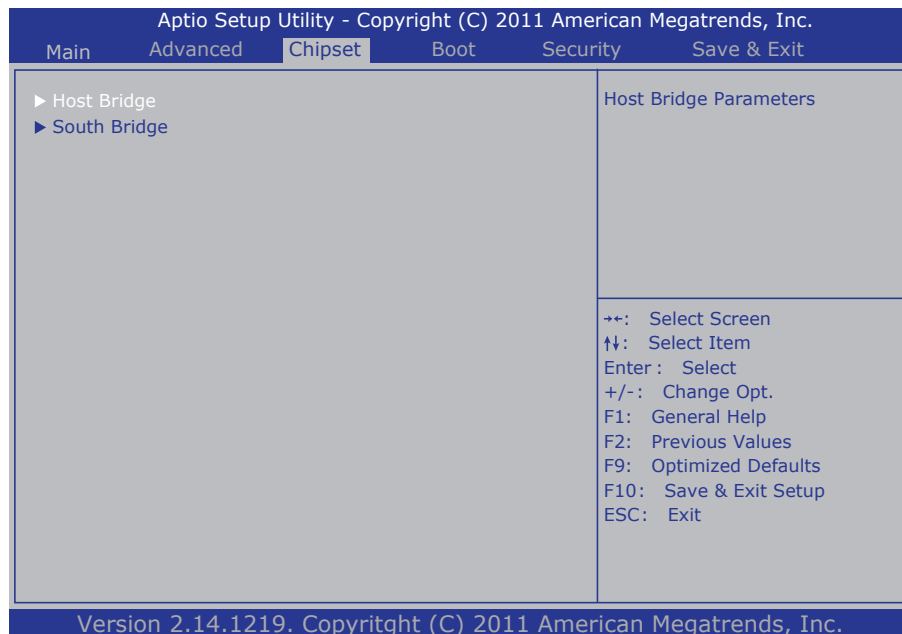 Aptio Setup Utility - Copyright (C) 2011 American Megatrends, Inc.
Main Advanced Chipset Boot Security Save & Exit
▶ Host Bridge
▶ South Bridge
Host Bridge Parameters
→←: Select Screen
↑↓: Select Item
Enter : Select
+/-: Change Opt.
F1: General Help
F2: Previous Values
F9: Optimized Defaults
F10: Save & Exit Setup
ESC: Exit
Version 2.14.1219. Copyritght (C) 2011 American Megatrends, Inc.